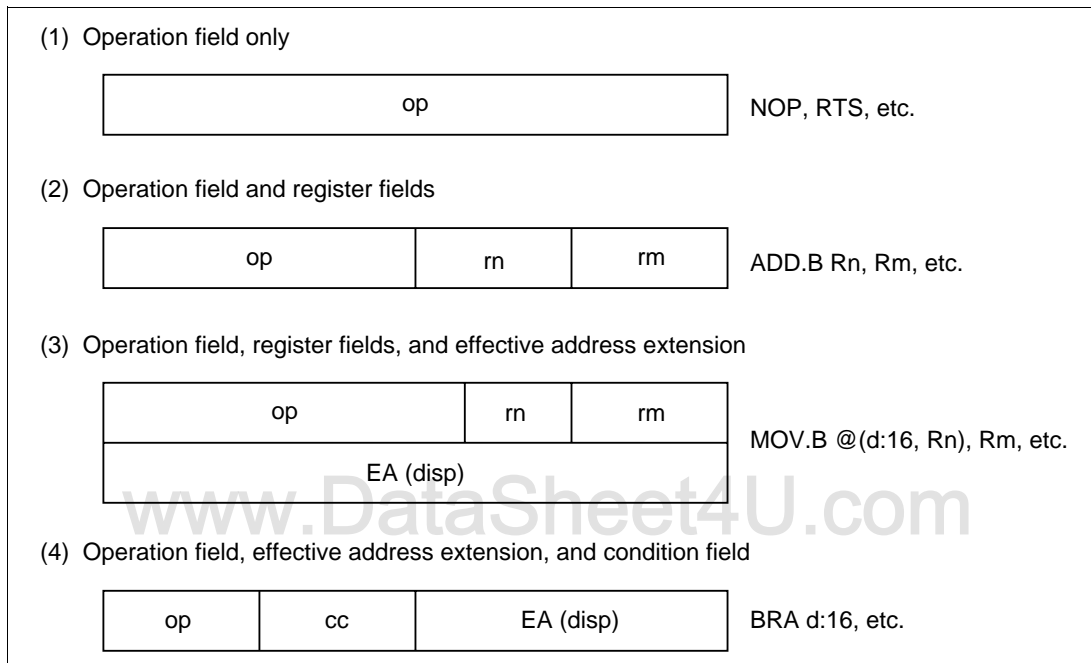 (1) Operation field only
op
NOP, RTS, etc.
(2) Operation field and register fields
op rn rm
ADD.B Rn, Rm, etc.
(3) Operation field, register fields, and effective address extension
op rn rm
MOV.B @(d:16, Rn), Rm, etc.
EA (disp)
www.DataSheet4U.com
(4) Operation field, effective address extension, and condition field
op cc EA (disp)
BRA d:16, etc.